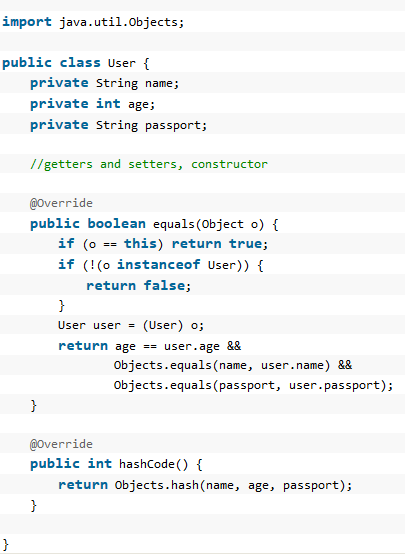 import java.util.Objects;
public class User {
private String name;
private int age;
private String passport;
//getters and setters, constructor
@Override
public boolean equals(Object o) {
if (o == this) return true;
if (!(o instanceof User)) {
return false;
}
User user = (User) o;
return age == user.age &&
Objects.equals(name, user.name) &&
Objects.equals(passport, user.passport);
}
@Override
public int hashCode() {
return Objects.hash(name, age, passport);
}
}